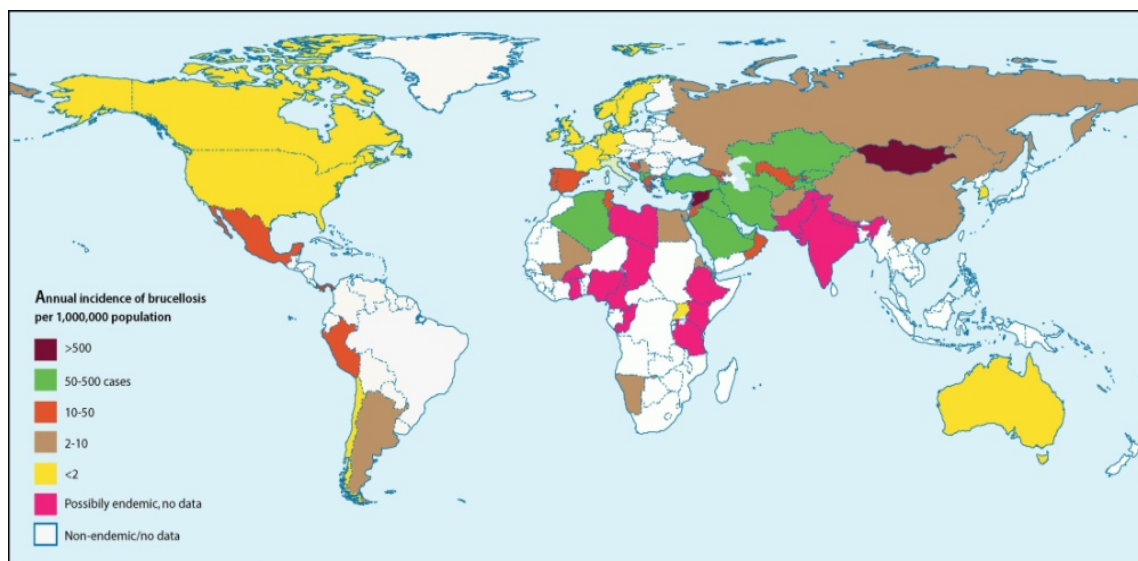 Annual incidence of brucellosis
per 1,000,000 population
>500
50-500 cases
10-50
2-10
<2
Possibily endemic, no data
Non-endemic/no data